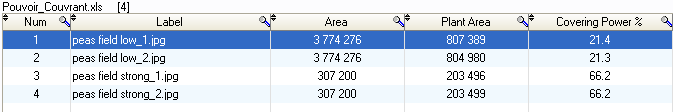 Pouvoir_Couvrant.xls [4]
Num Label Area Plant Area Covering Power %
1 peas field low_1.jpg 3 774 276 807 389 21.4
2 peas field low_2.jpg 3 774 276 804 980 21.3
3 peas field strong_1.jpg 307 200 203 496 66.2
4 peas field strong_2.jpg 307 200 203 499 66.2